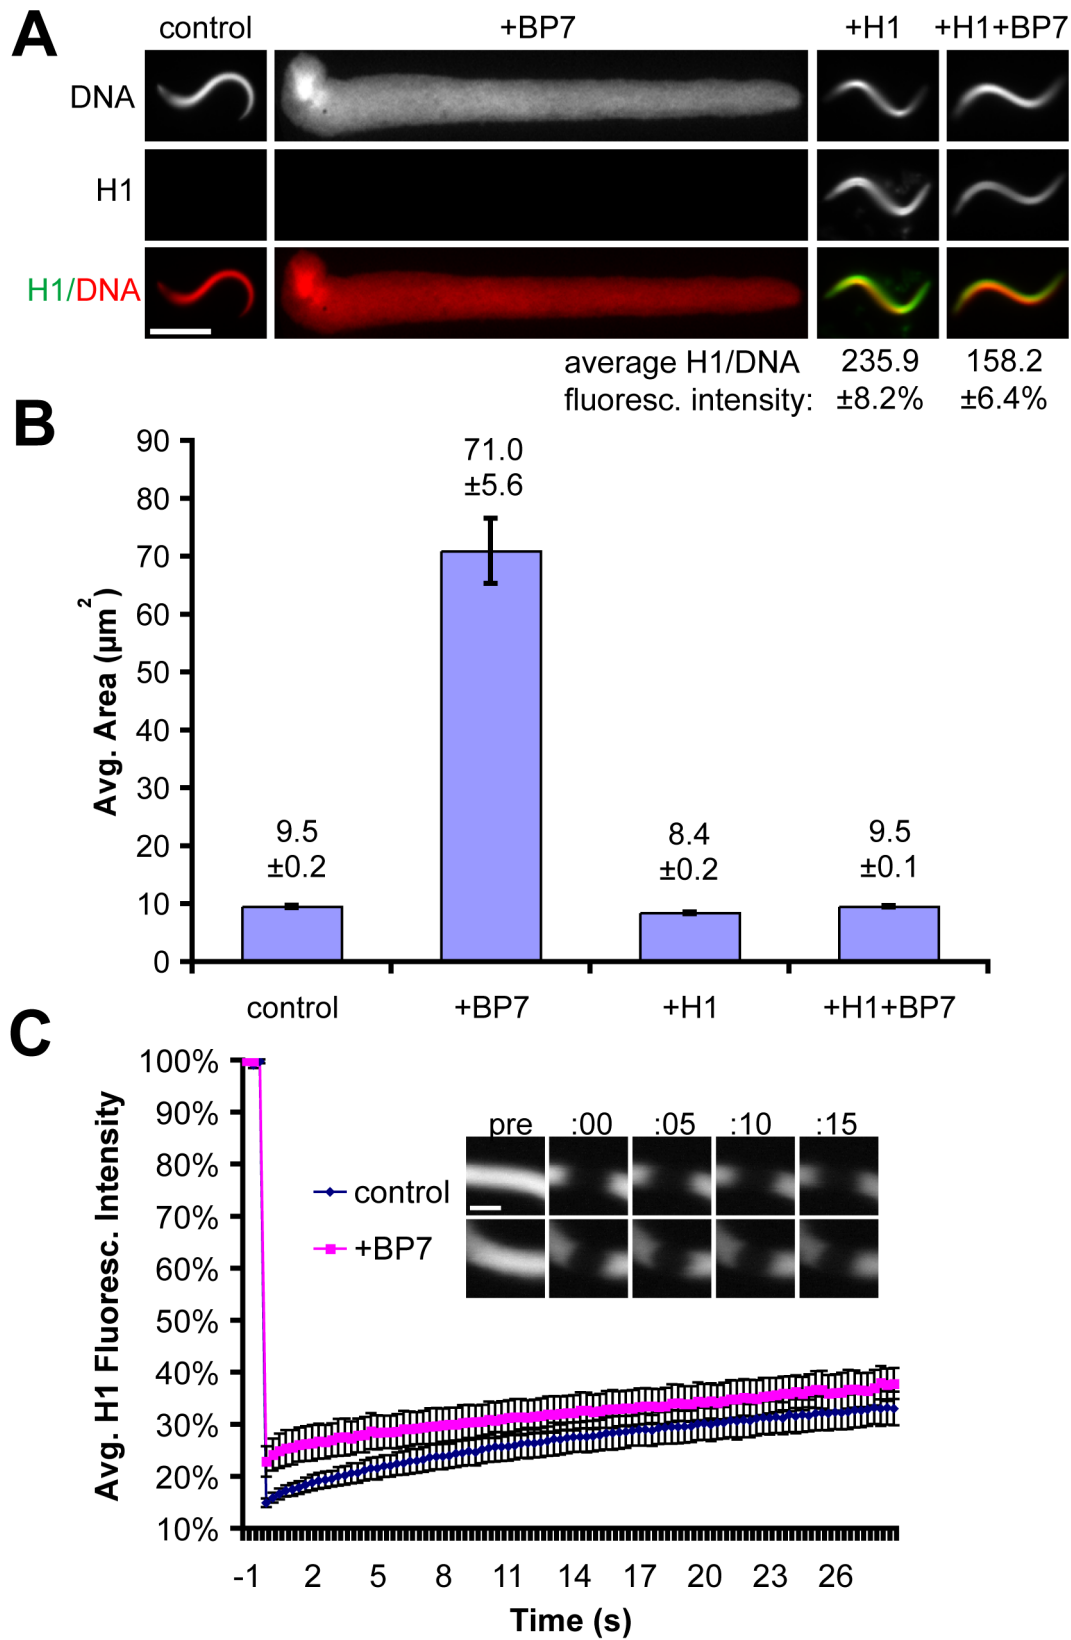 A
control +BP7 +H1 +H1+BP7
DNA
H1
H1/DNA
average H1/DNA 235.9 158.2
fluoresc. intensity: ±8.2% ±6.4%
B
90
80
70
60
50
40
30
20
10
0
Avg. Area (µm²)
71.0
±5.6
9.5
±0.2
8.4
±0.2
9.5
±0.1
control +BP7 +H1 +H1+BP7
C
100%
90%
80%
70%
60%
50%
40%
30%
20%
10%
Avg. H1 Fluoresc. Intensity
pre :00 :05 :10 :15
control
+BP7
-1 2 5 8 11 14 17 20 23 26
Time (s)